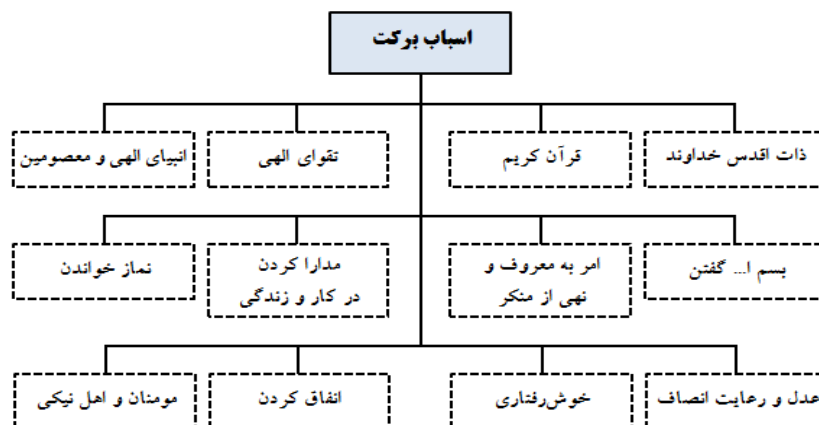 اسباب برکت
ذات اقدس خداوند
قرآن کریم
تقوای الهی
انبیای الهی و معصومین
بسم ا... گفتن
امر به معروف و
نهی از منکر
مدارا کردن
در کار و زندگی
نماز خواندن
عدل و رعایت انصاف
خوش‌رفتاری
انفاق کردن
مومنان و اهل نیکی